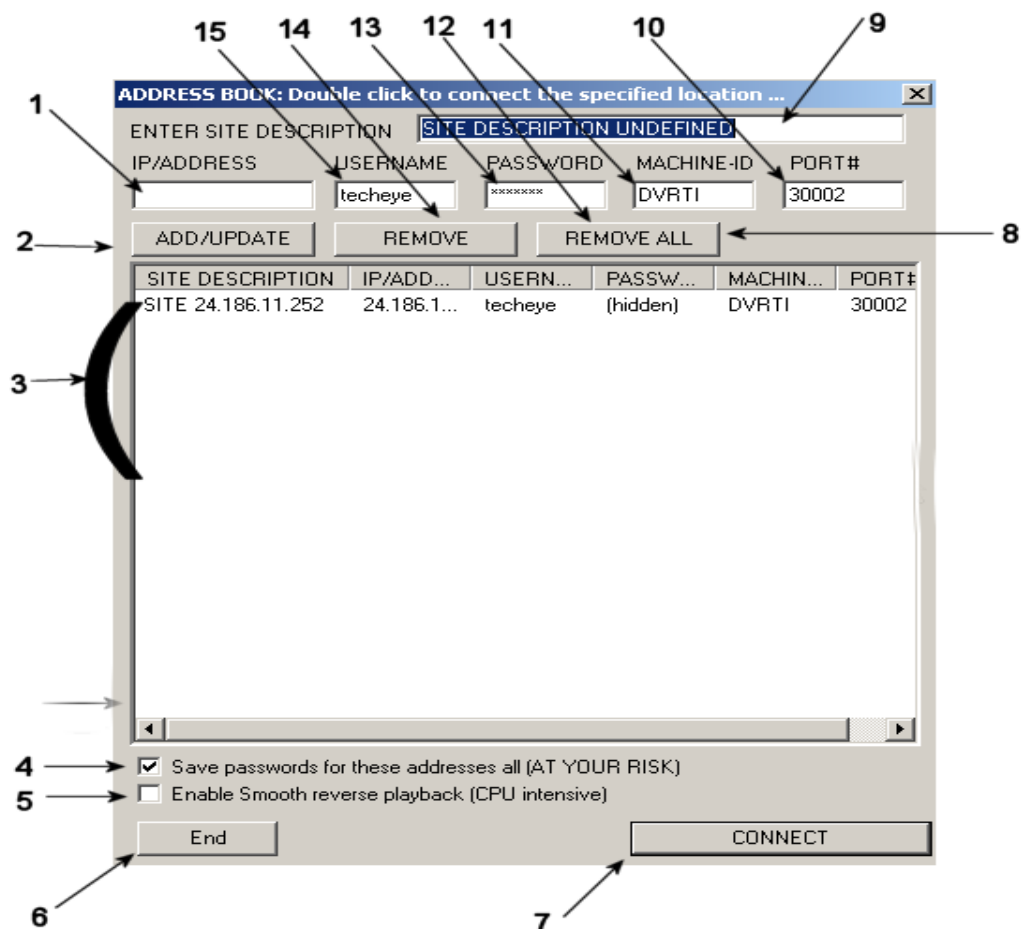 15 14 13 12 11 10 9
1
ADDRESS BOOK: Double click to connect the specified location ...
ENTER SITE DESCRIPTION SITE DESCRIPTION UNDEFINED
IP/ADDRESS USERNAME PASSWORD MACHINE-ID PORT#
techeye ******* DVRTI 30002
2 ADD/UPDATE REMOVE REMOVE ALL 8
SITE DESCRIPTION IP/ADD... USERN... PASSW... MACHIN... PORT#
SITE 24.186.11.252 24.186.1... techeye (hidden) DVRTI 30002
3
4 Save passwords for these addresses all (AT YOUR RISK)
5 Enable Smooth reverse playback (CPU intensive)
End CONNECT
6 7